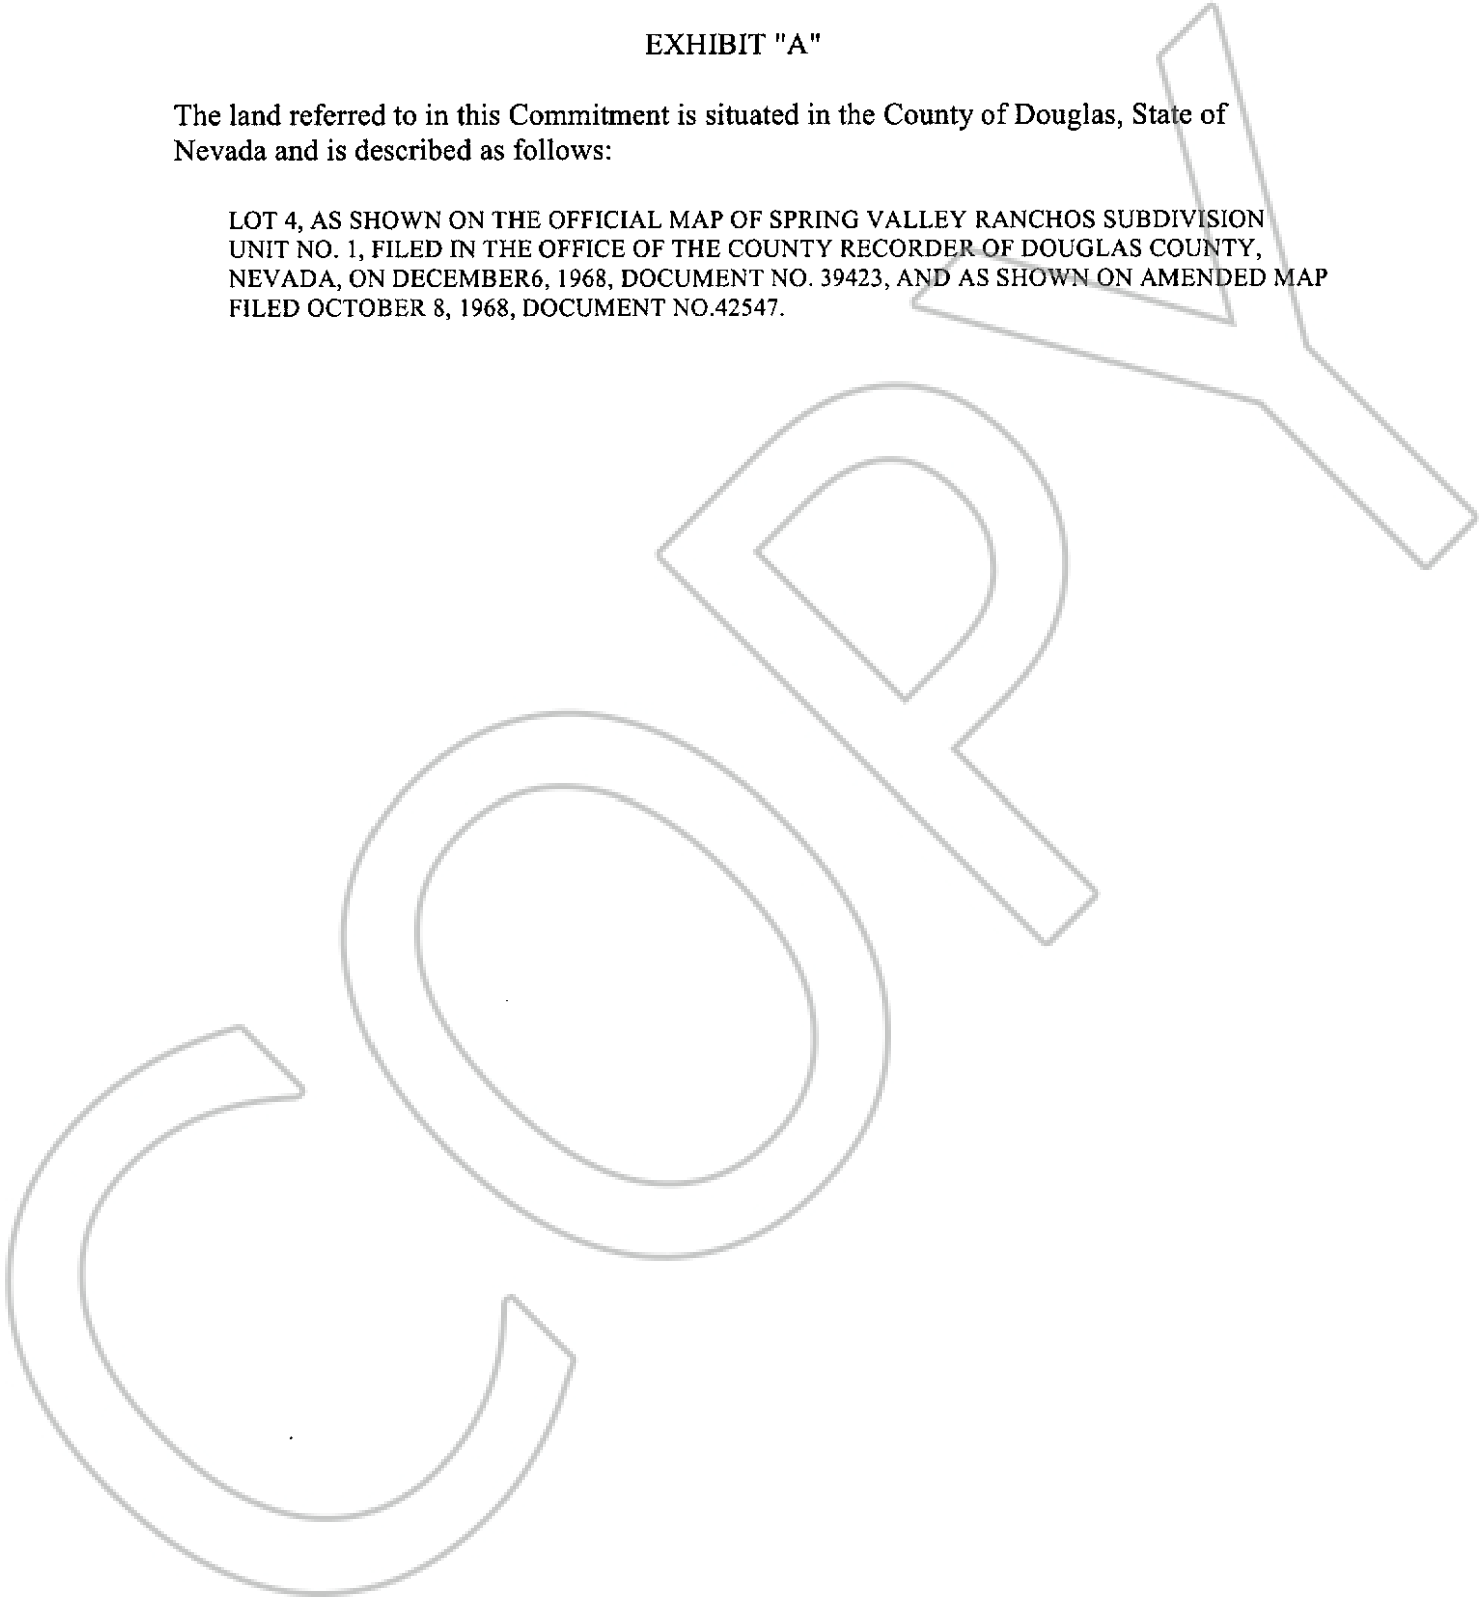 EXHIBIT "A"
The land referred to in this Commitment is situated in the County of Douglas, State of
Nevada and is described as follows:
LOT 4, AS SHOWN ON THE OFFICIAL MAP OF SPRING VALLEY RANCHOS SUBDIVISION
UNIT NO. 1, FILED IN THE OFFICE OF THE COUNTY RECORDER OF DOUGLAS COUNTY,
NEVADA, ON DECEMBER6, 1968, DOCUMENT NO. 39423, AND AS SHOWN ON AMENDED MAP
FILED OCTOBER 8, 1968, DOCUMENT NO.42547.
COPY